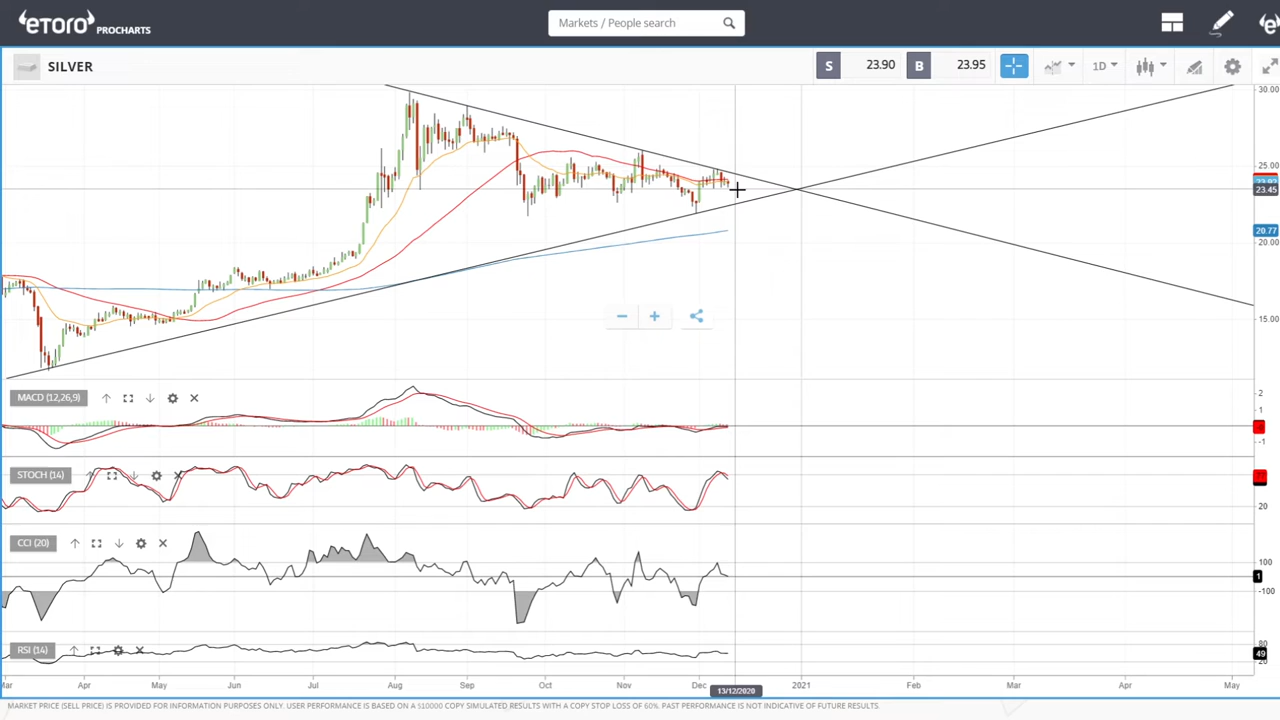 eTORO PROCHARTS
Markets / People search
SILVER
S 23.90 B 23.95
1D
30.00
25.00
23.45
20.77
20.00
15.00
MACD (12,26,9)
2
1
-1
STOCH (14)
20
CCI (20)
100
1
-100
RSI (14)
80
49
20
Mar Apr May Jun Jul Aug Sep Oct Nov Dec 13/12/2020 2021 Feb Mar Apr May
MARKET PRICE (SELL PRICE) IS PROVIDED FOR INFORMATION PURPOSES ONLY. USER PERFORMANCE IS BASED ON A $10000 COPY SIMULATED RESULTS WITH A COPY STOP LOSS OF 60%. PAST PERFORMANCE IS NOT INDICATIVE OF FUTURE RESULTS.